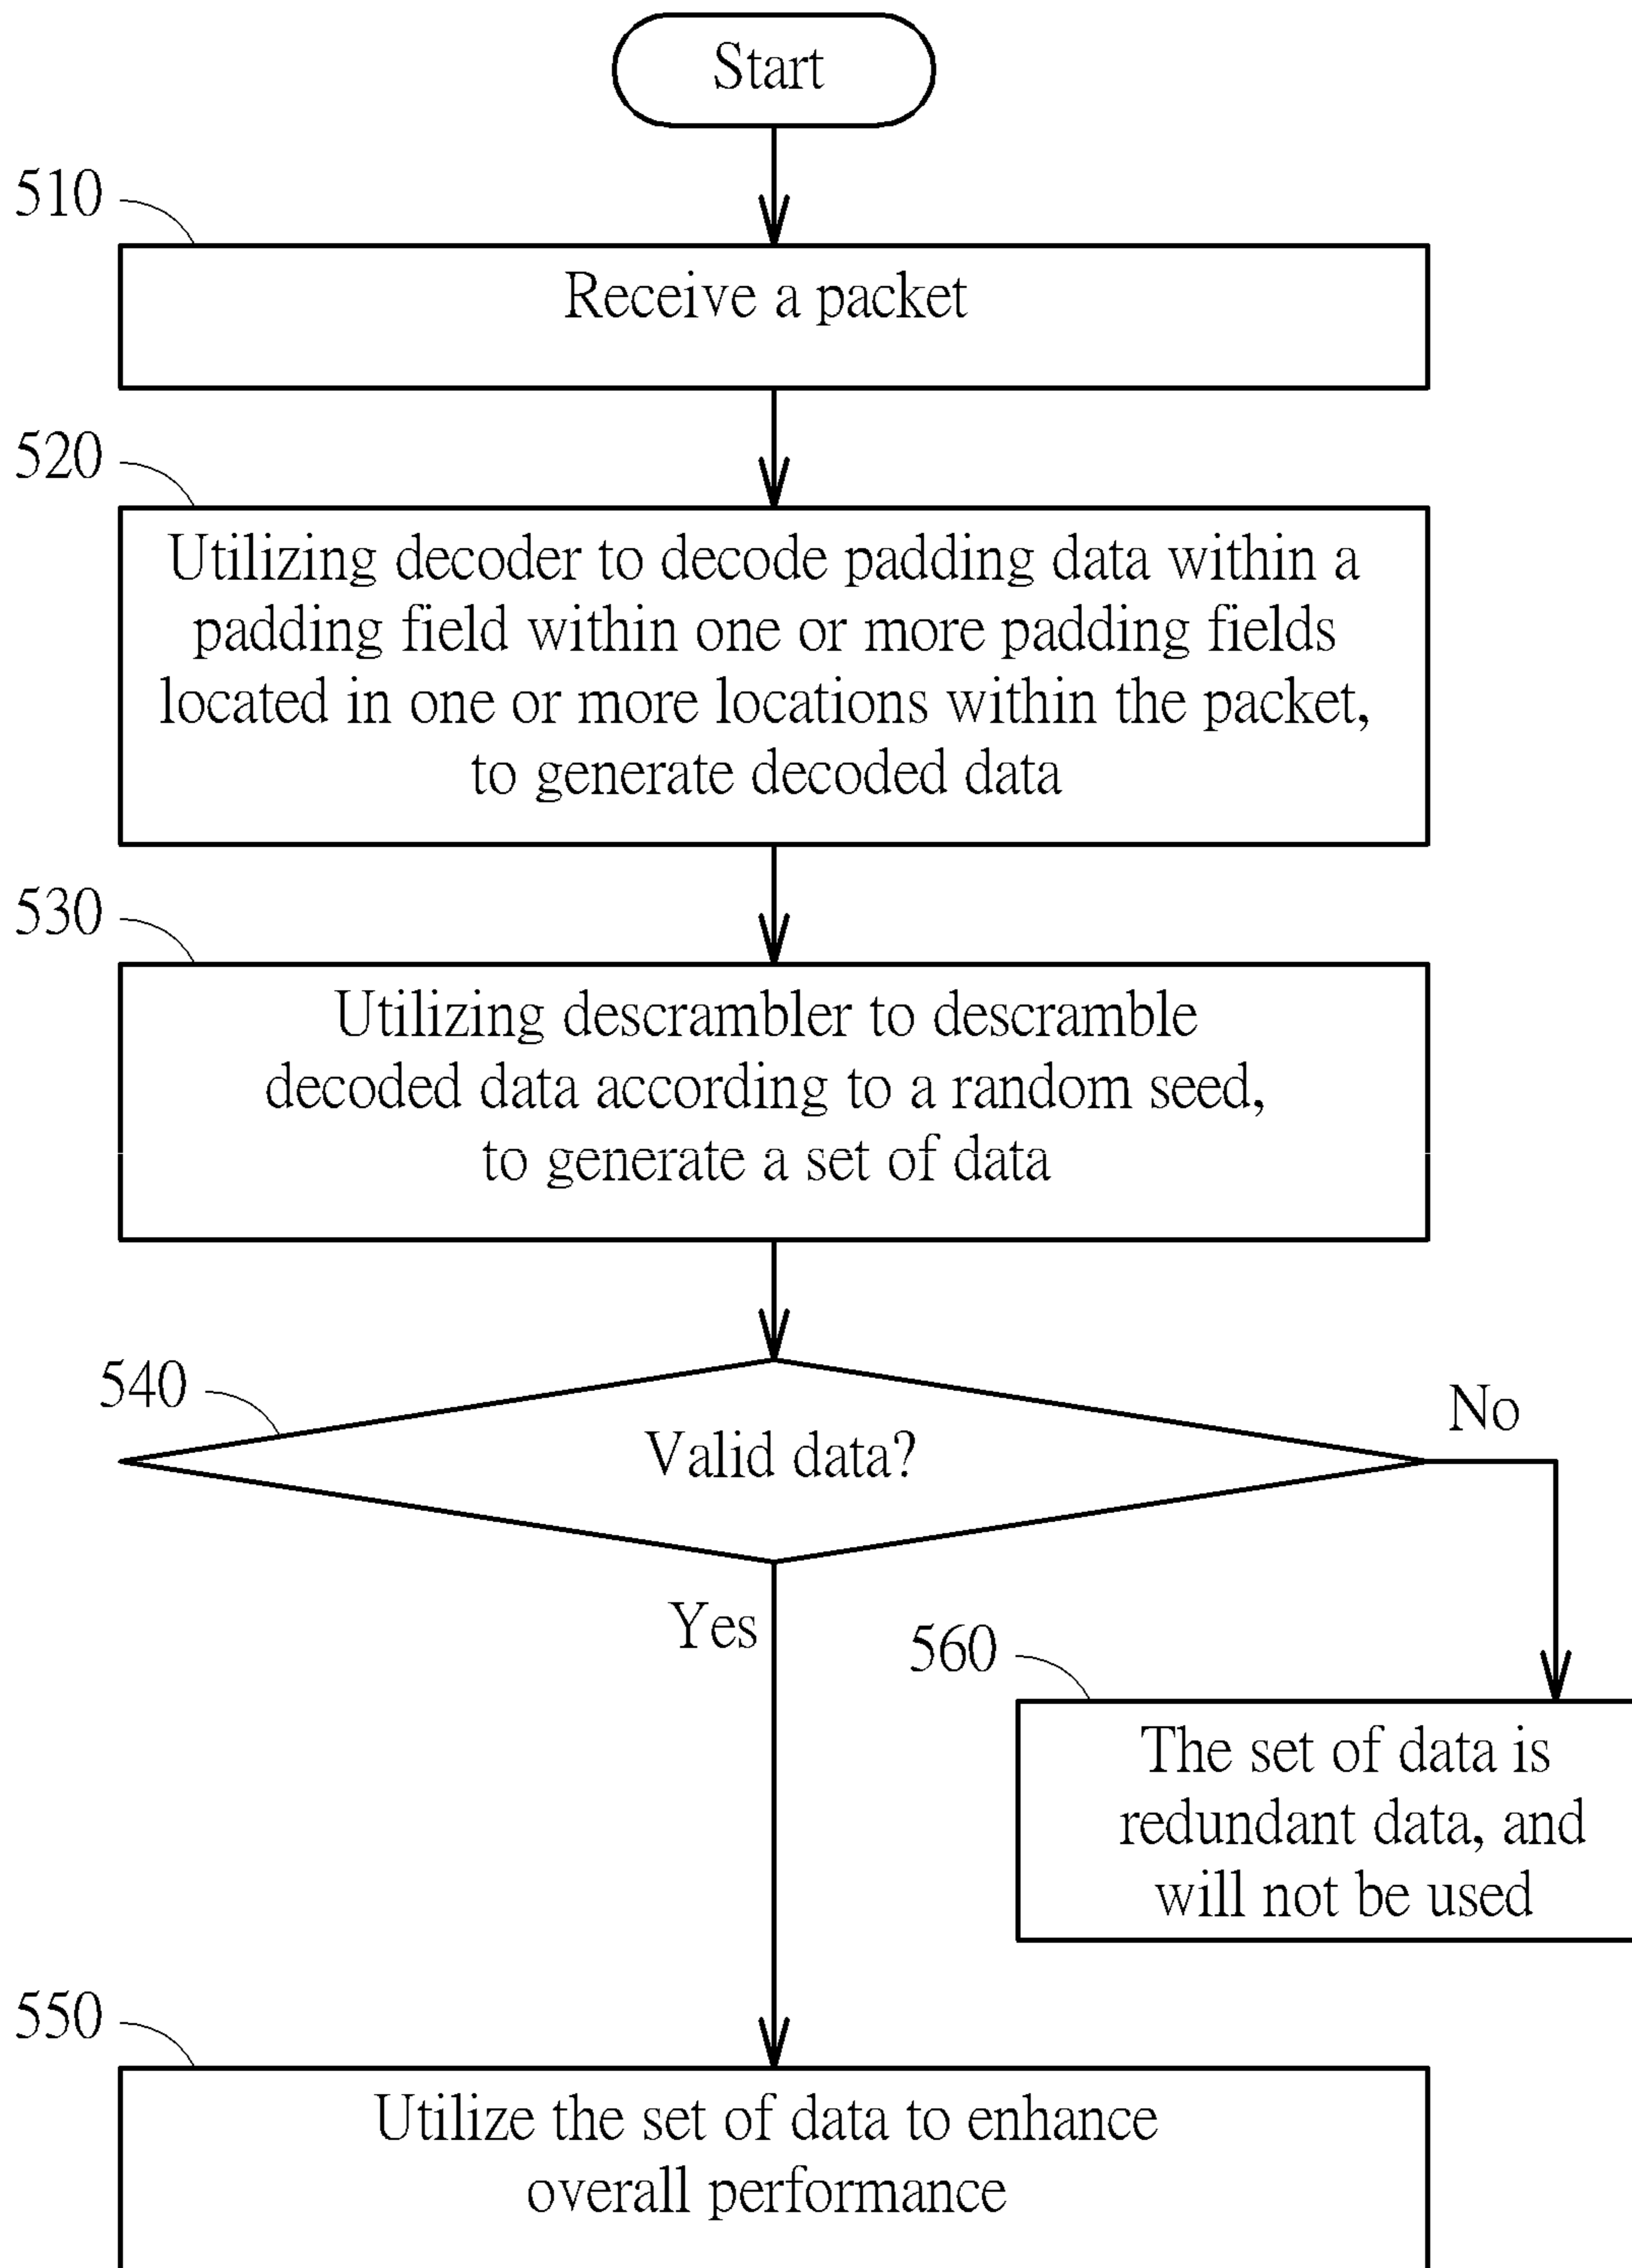 Start
510
Receive a packet
520
Utilizing decoder to decode padding data within a
padding field within one or more padding fields
located in one or more locations within the packet,
to generate decoded data
530
Utilizing descrambler to descramble
decoded data according to a random seed,
to generate a set of data
540
Valid data?
No
Yes
560
The set of data is
redundant data, and
will not be used
550
Utilize the set of data to enhance
overall performance